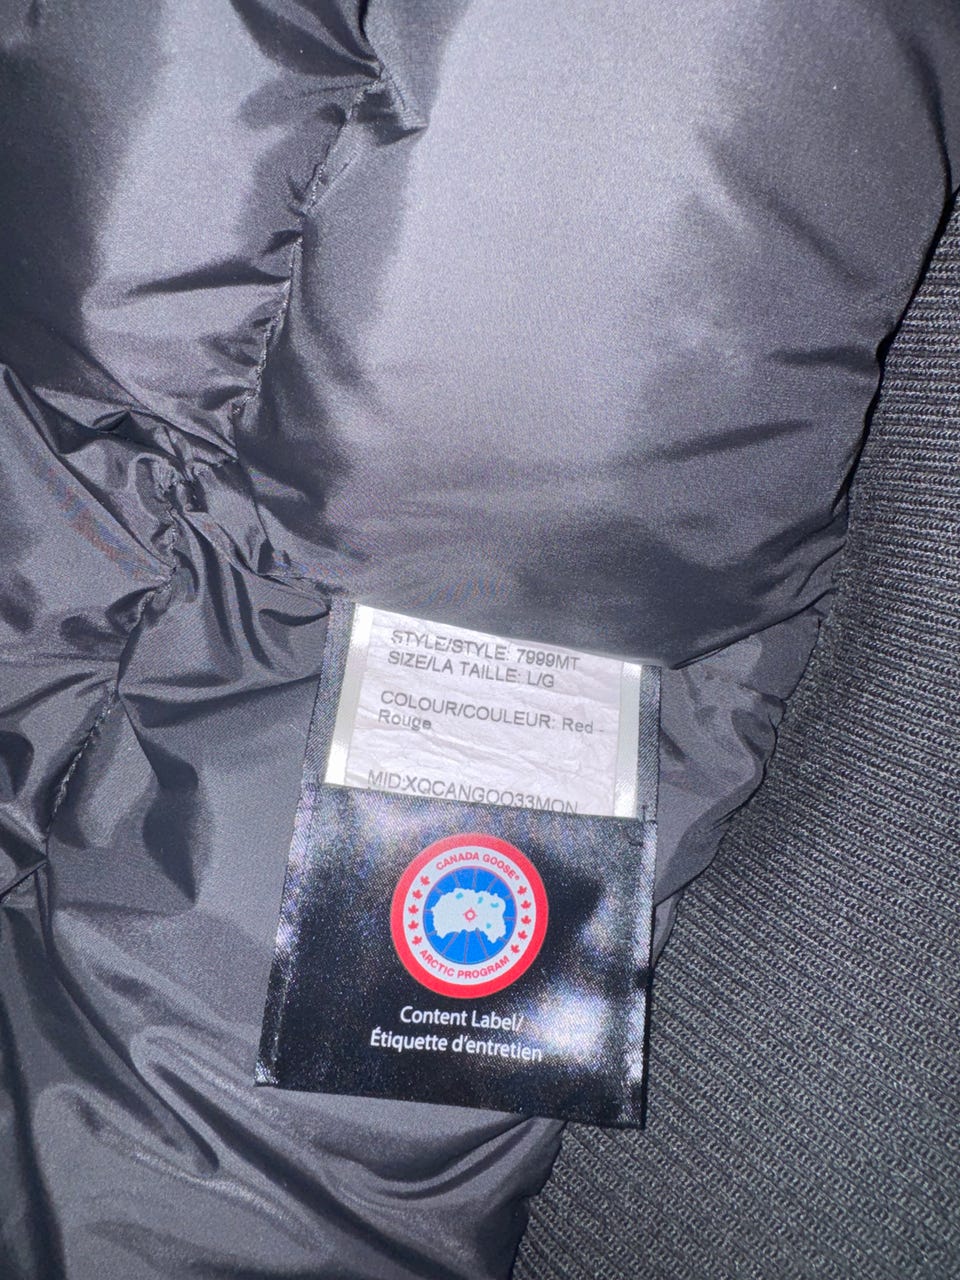 STYLE/STYLE: 7999MT
SIZE/LA TAILLE: L/G
COLOUR/COULEUR: Red -
Rouge
MID:XQCANGOO33MON
CANADA GOOSE®
ARCTIC PROGRAM
Content Label/
Étiquette d'entretien